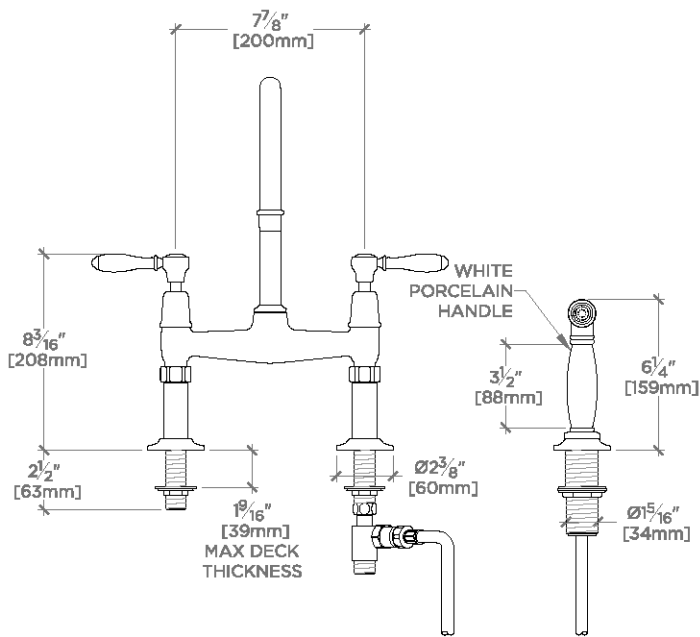 7⅞"
[200mm]
WHITE
PORCELAIN
HANDLE
8³⁄₁₆"
[208mm]
3½"
[88mm]
6¼"
[159mm]
2½"
[63mm]
1⁹⁄₁₆"
[39mm]
MAX DECK
THICKNESS
Ø2⅜"
[60mm]
Ø1⁵⁄₁₆"
[34mm]